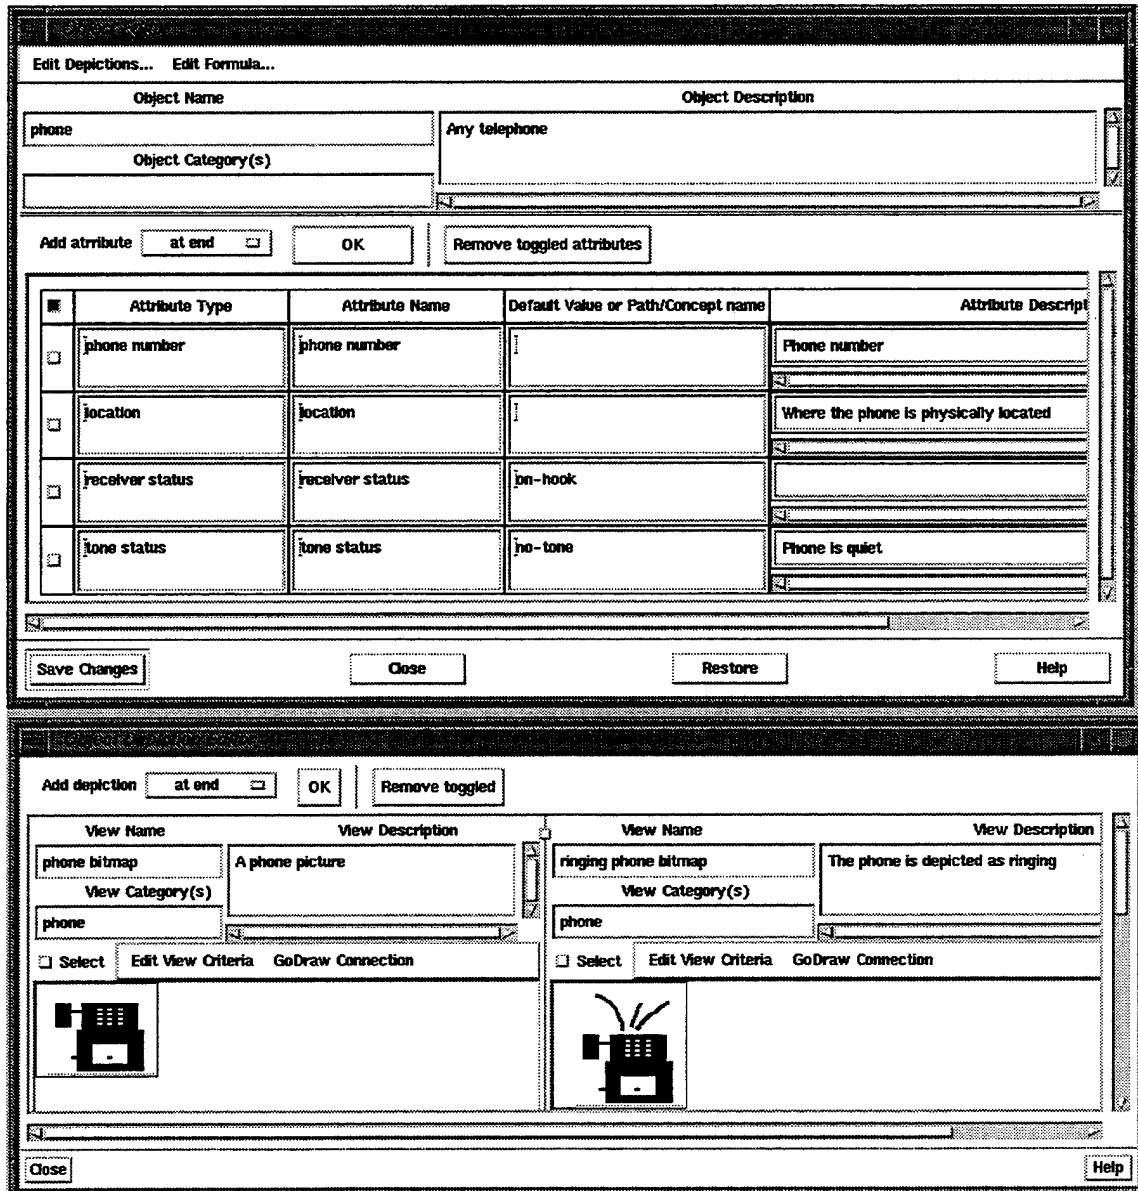 Edit Depictions... Edit Formula...
Object Name Object Description
phone Any telephone
Object Category(s)
Add atrribute at end OK Remove toggled attributes
Attribute Type Attribute Name Default Value or Path/Concept name Attribute Descript
phone number phone number Phone number
location location Where the phone is physically located
receiver status receiver status on-hook
tone status tone status no-tone Phone is quiet
Save Changes Close Restore Help
Add depiction at end OK Remove toggled
View Name View Description View Name View Description
phone bitmap A phone picture ringing phone bitmap The phone is depicted as ringing
View Category(s) View Category(s)
phone phone
Select Edit View Criteria GoDraw Connection Select Edit View Criteria GoDraw Connection
Close Help